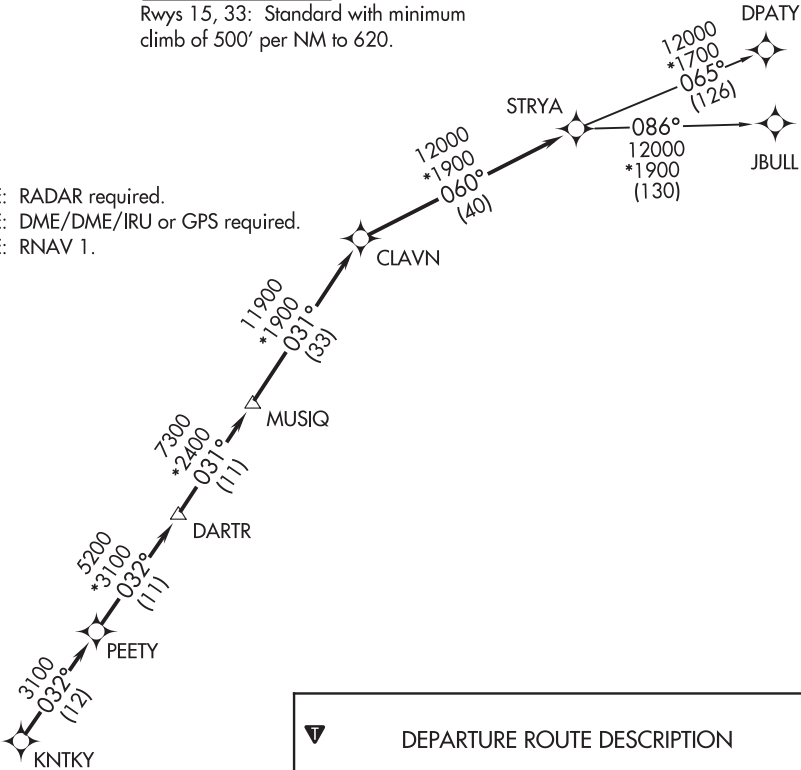 Rwys 15, 33: Standard with minimum
climb of 500' per NM to 620.
DPATY
12000
*1700
065°
(126)
STRYA
086°
12000
*1900
(130)
JBULL
12000
*1900
060°
(40)
E: RADAR required.
E: DME/DME/IRU or GPS required.
E: RNAV 1.
CLAVN
11900
*1900
031°
(33)
MUSIQ
7300
*2400
031°
(11)
DARTR
5200
*3100
032°
(11)
PEETY
3100
032°
(12)
KNTKY
T
DEPARTURE ROUTE DESCRIPTION